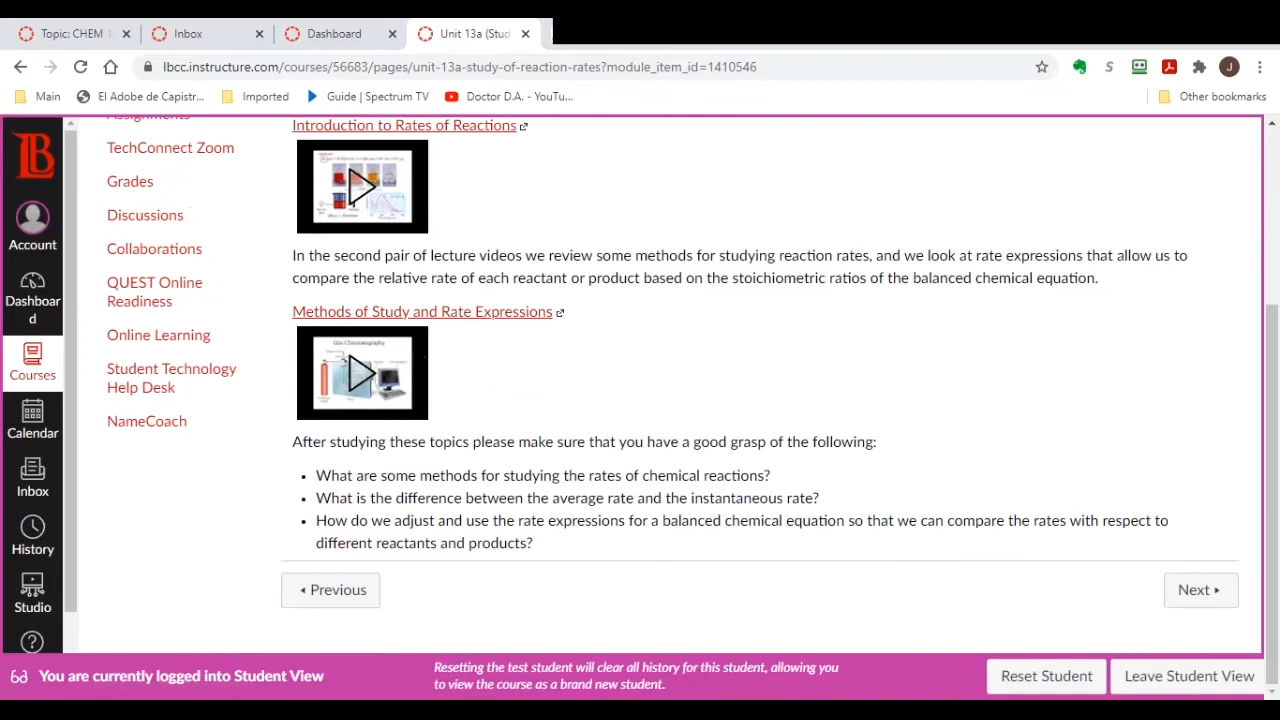 Topic: CHEM 1
Inbox
Dashboard
Unit 13a (Stud
lbcc.instructure.com/courses/56683/pages/unit-13a-study-of-reaction-rates?module_item_id=1410546
Main
El Adobe de Capistr...
Imported
Guide | Spectrum TV
Doctor D.A. - YouTu...
Other bookmarks
LB
Account
Dashboar
d
Courses
Calendar
Inbox
History
Studio
Assignments
TechConnect Zoom
Grades
Discussions
Collaborations
QUEST Online
Readiness
Online Learning
Student Technology
Help Desk
NameCoach
Introduction to Rates of Reactions
In the second pair of lecture videos we review some methods for studying reaction rates, and we look at rate expressions that allow us to
compare the relative rate of each reactant or product based on the stoichiometric ratios of the balanced chemical equation.
Methods of Study and Rate Expressions
Gas Chromatography
After studying these topics please make sure that you have a good grasp of the following:
• What are some methods for studying the rates of chemical reactions?
• What is the difference between the average rate and the instantaneous rate?
• How do we adjust and use the rate expressions for a balanced chemical equation so that we can compare the rates with respect to
different reactants and products?
Previous
Next
You are currently logged into Student View
Resetting the test student will clear all history for this student, allowing you
to view the course as a brand new student.
Reset Student
Leave Student View